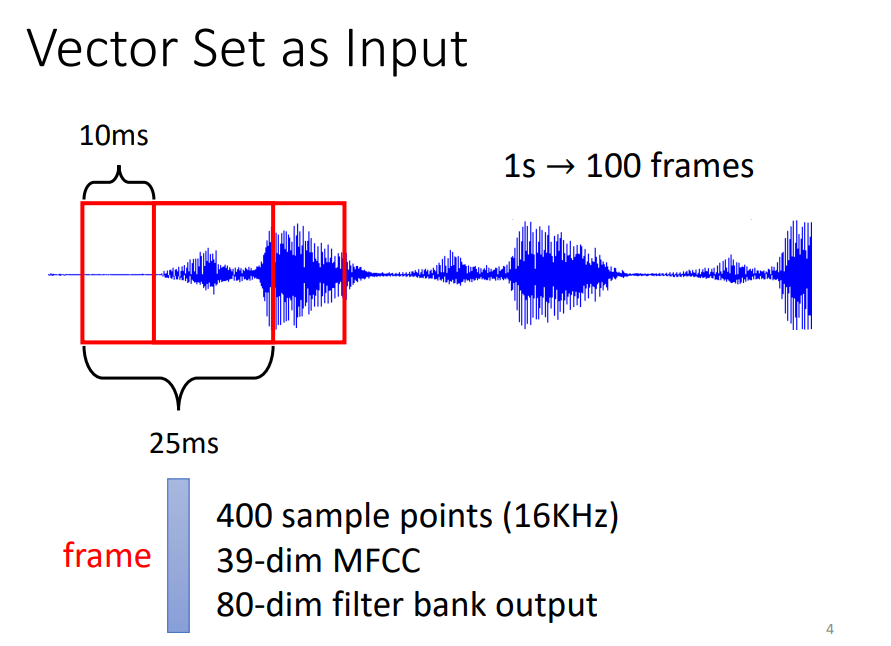 Vector Set as Input
10ms
1s → 100 frames
25ms
400 sample points (16KHz)
frame
39-dim MFCC
80-dim filter bank output
4